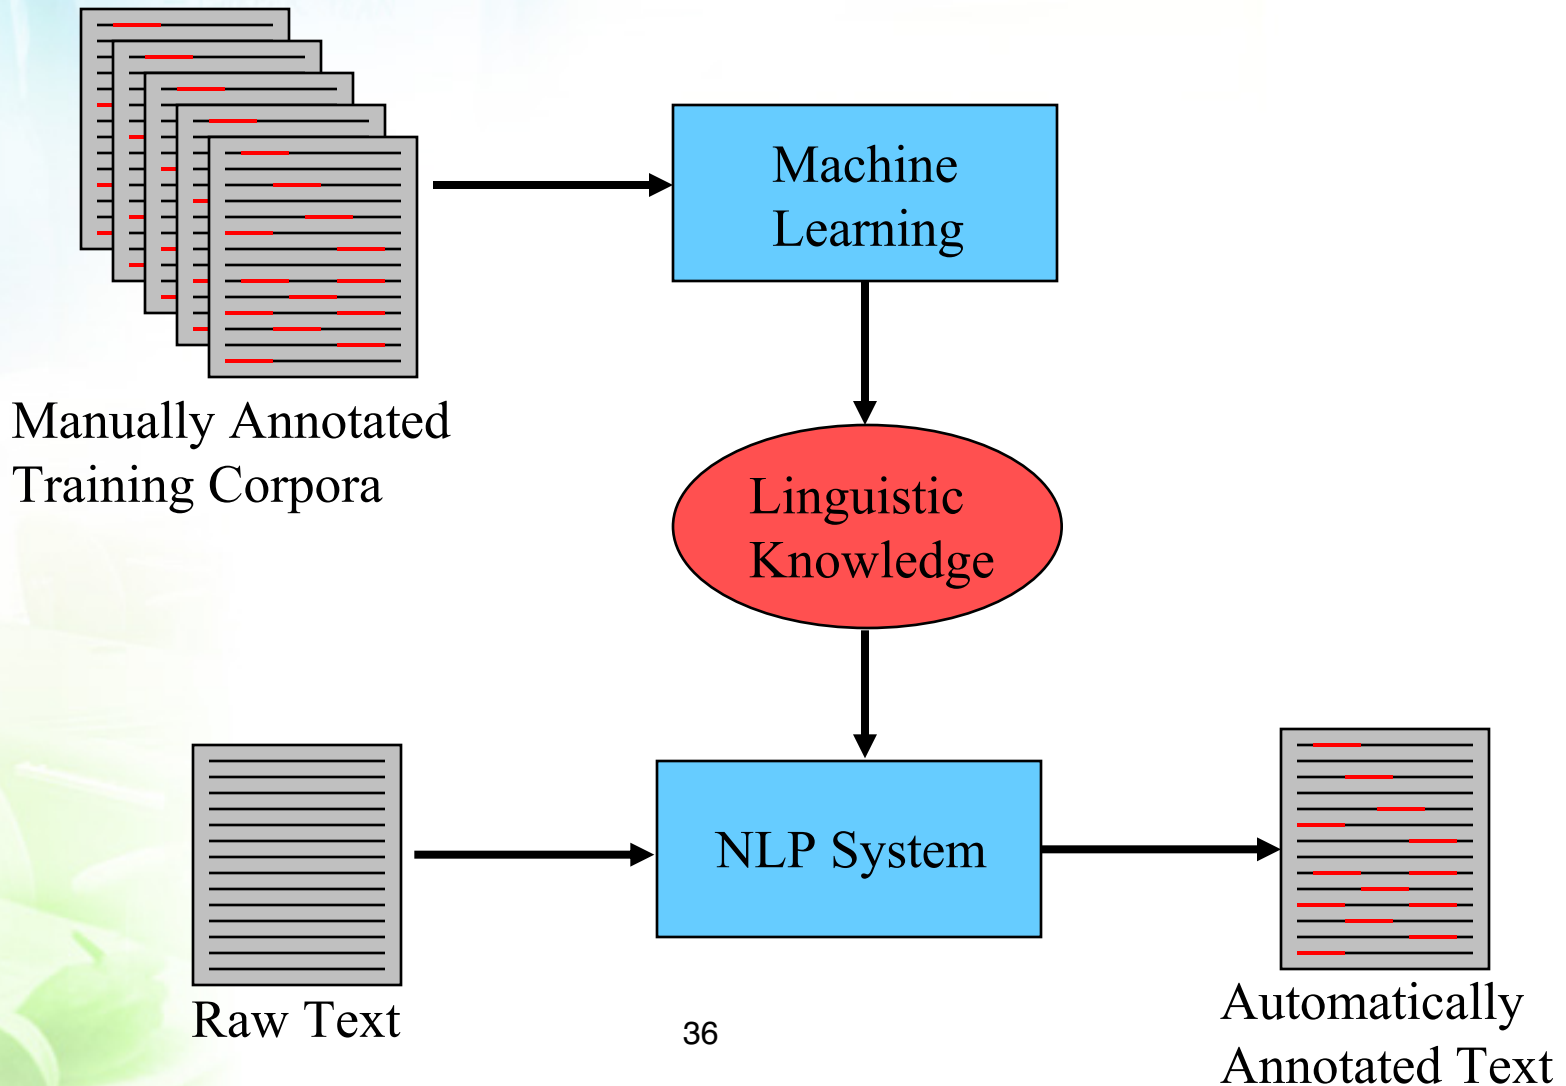 Machine
Learning
Manually Annotated
Training Corpora
Linguistic
Knowledge
NLP System
Raw Text
Automatically
Annotated Text
36